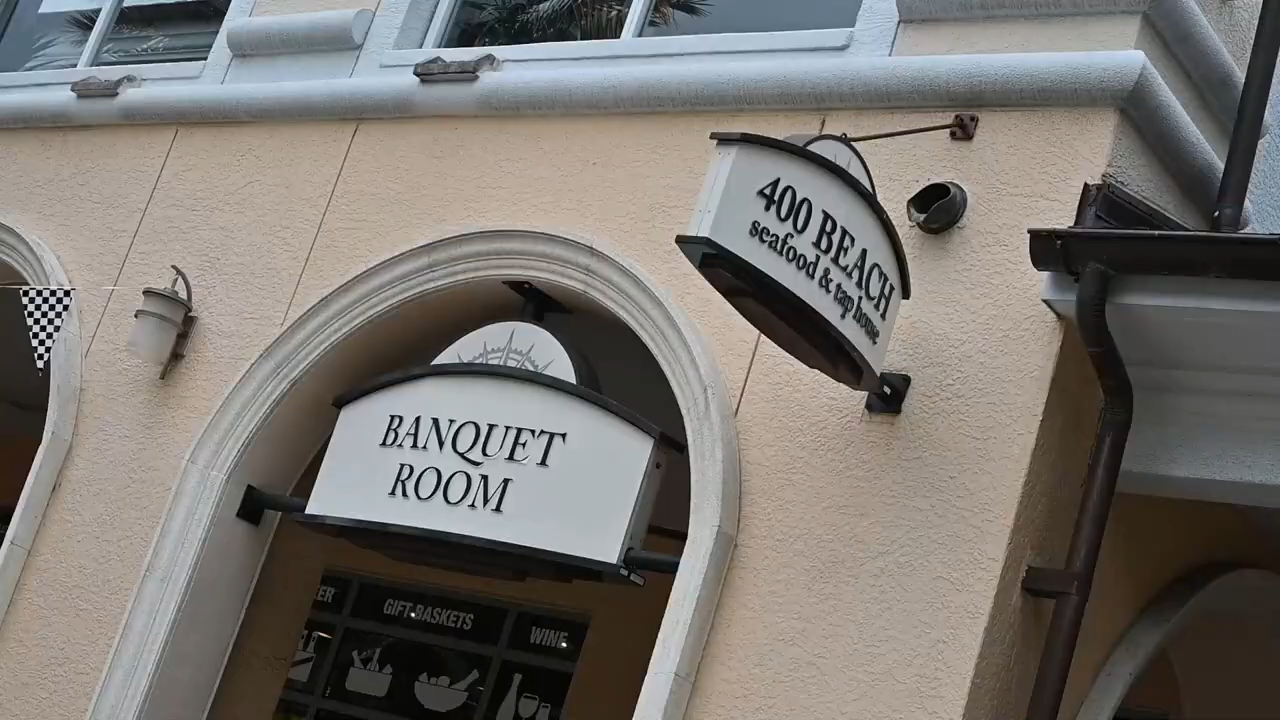 400 BEACH
seafood & tap house
BANQUET
ROOM
GIFT BASKETS
WINE